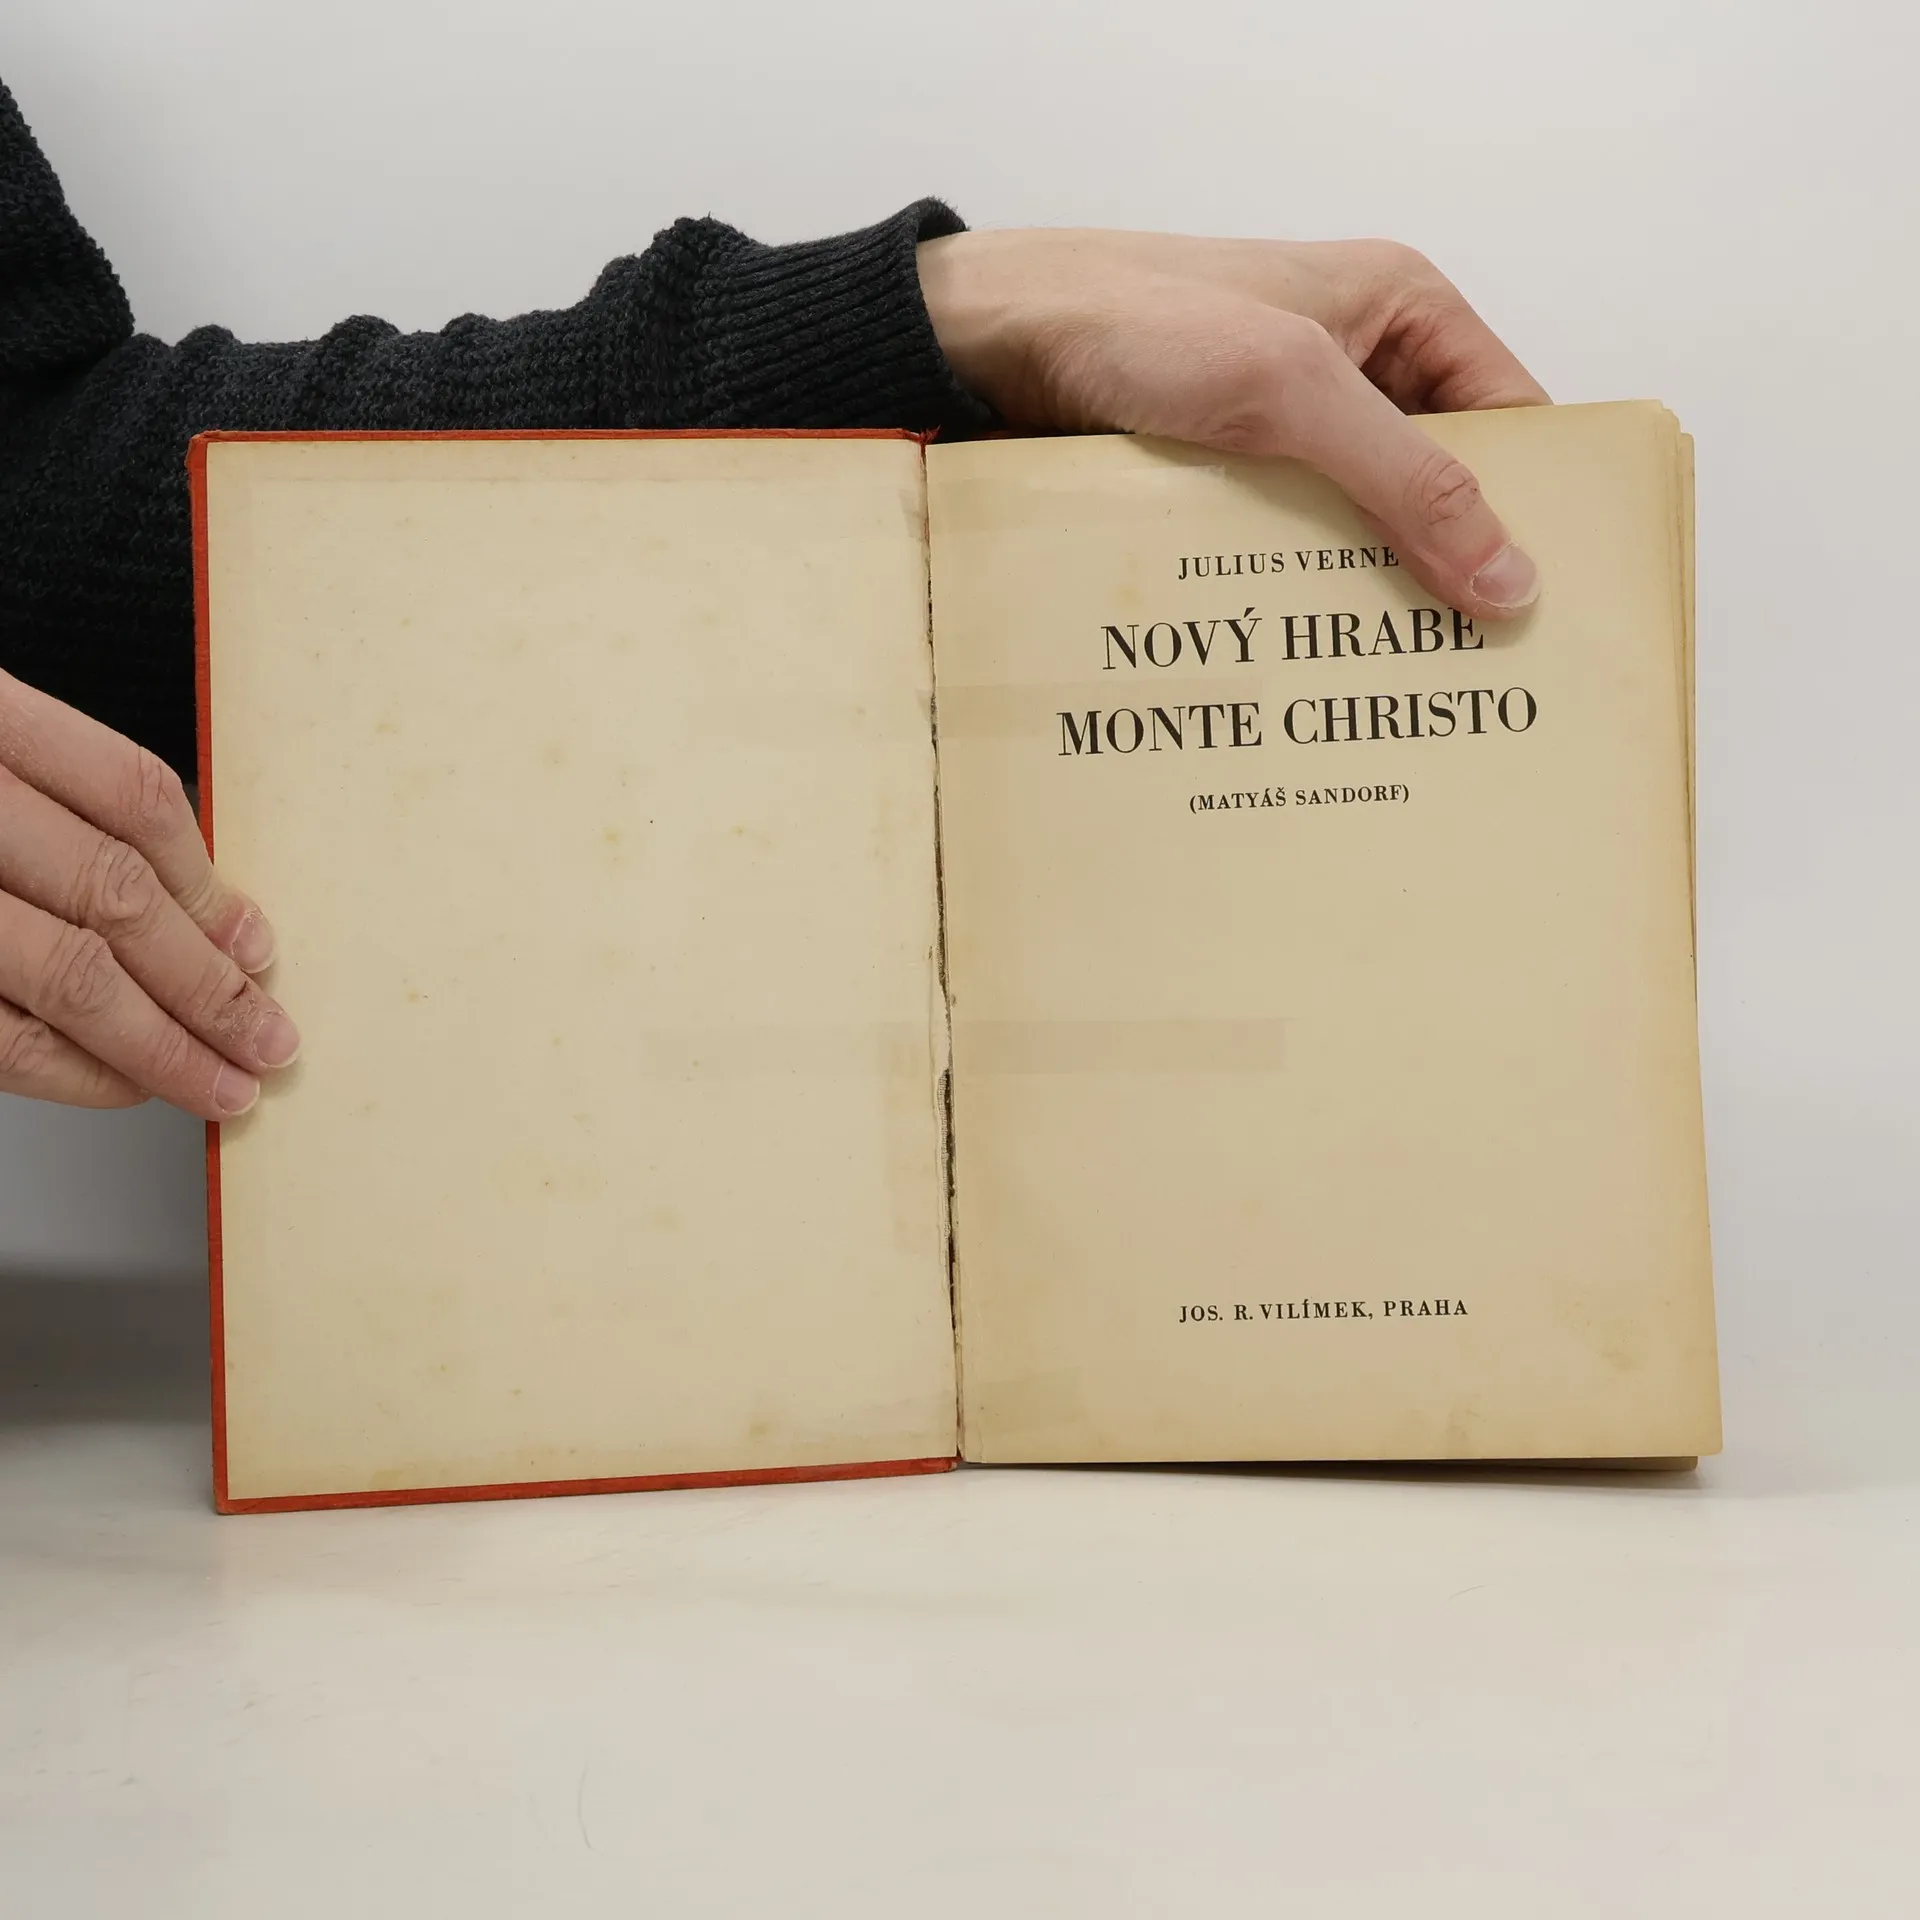 JULIUS VERNE
NOVÝ HRABĚ
MONTE CHRISTO
(MATYÁŠ SANDORF)
JOS. R. VILÍMEK, PRAHA